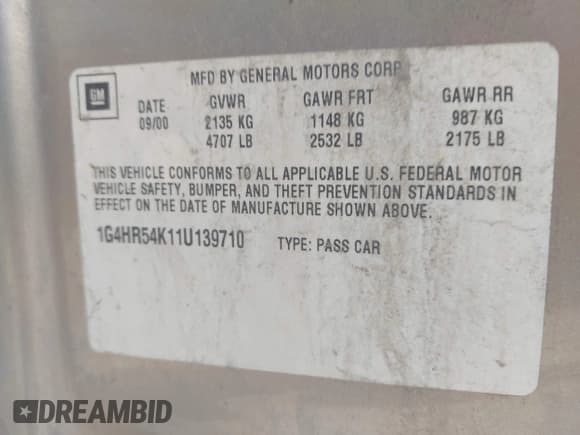 GM
MFD BY GENERAL MOTORS CORP
DATE GVWR GAWR FRT GAWR RR
09/00 2135 KG 1148 KG 987 KG
4707 LB 2532 LB 2175 LB
THIS VEHICLE CONFORMS TO ALL APPLICABLE U.S. FEDERAL MOTOR
VEHICLE SAFETY, BUMPER, AND THEFT PREVENTION STANDARDS IN
EFFECT ON THE DATE OF MANUFACTURE SHOWN ABOVE.
1G4HR54K11U139710 TYPE: PASS CAR
DREAMBID